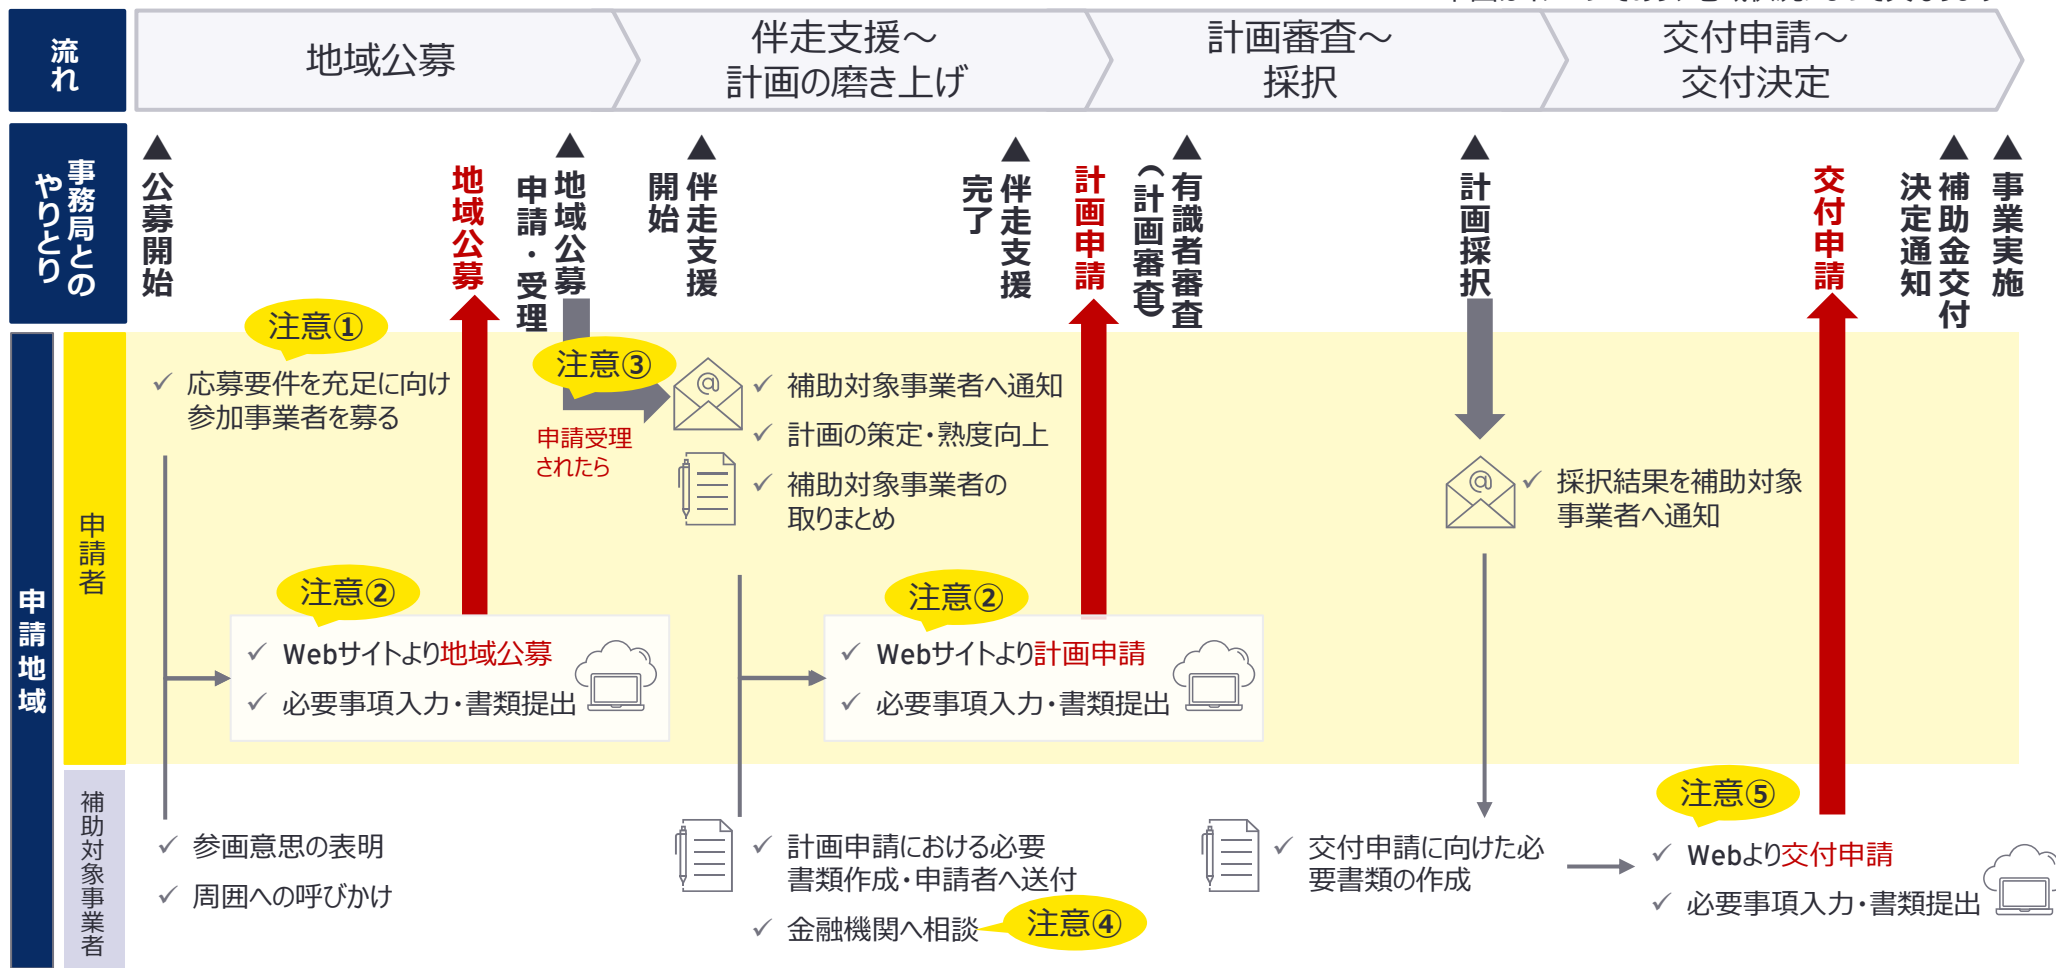 流れ
地域公募
伴走支援～
計画の磨き上げ
計画審査～
採択
交付申請～
交付決定
事務局との
やりとり
公募開始
地域公募
地域公募
申請・受理
伴走支援
開始
伴走支援
完了
計画申請
有識者審査
（計画審査）
計画採択
交付申請
補助金交付
決定通知
事業実施
申請地域
申請者
注意①
✓ 応募要件を充足に向け
参加事業者を募る
注意②
✓ Webサイトより地域公募
✓ 必要事項入力・書類提出
注意③
申請受理
されたら
✓ 補助対象事業者へ通知
✓ 計画の策定・熟度向上
✓ 補助対象事業者の
取りまとめ
注意②
✓ Webサイトより計画申請
✓ 必要事項入力・書類提出
✓ 採択結果を補助対象
事業者へ通知
補助対象事業者
✓ 参画意思の表明
✓ 周囲への呼びかけ
✓ 計画申請における必要
書類作成・申請者へ送付
✓ 金融機関へ相談
注意④
✓ 交付申請に向けた必
要書類の作成
注意⑤
✓ Webより交付申請
✓ 必要事項入力・書類提出